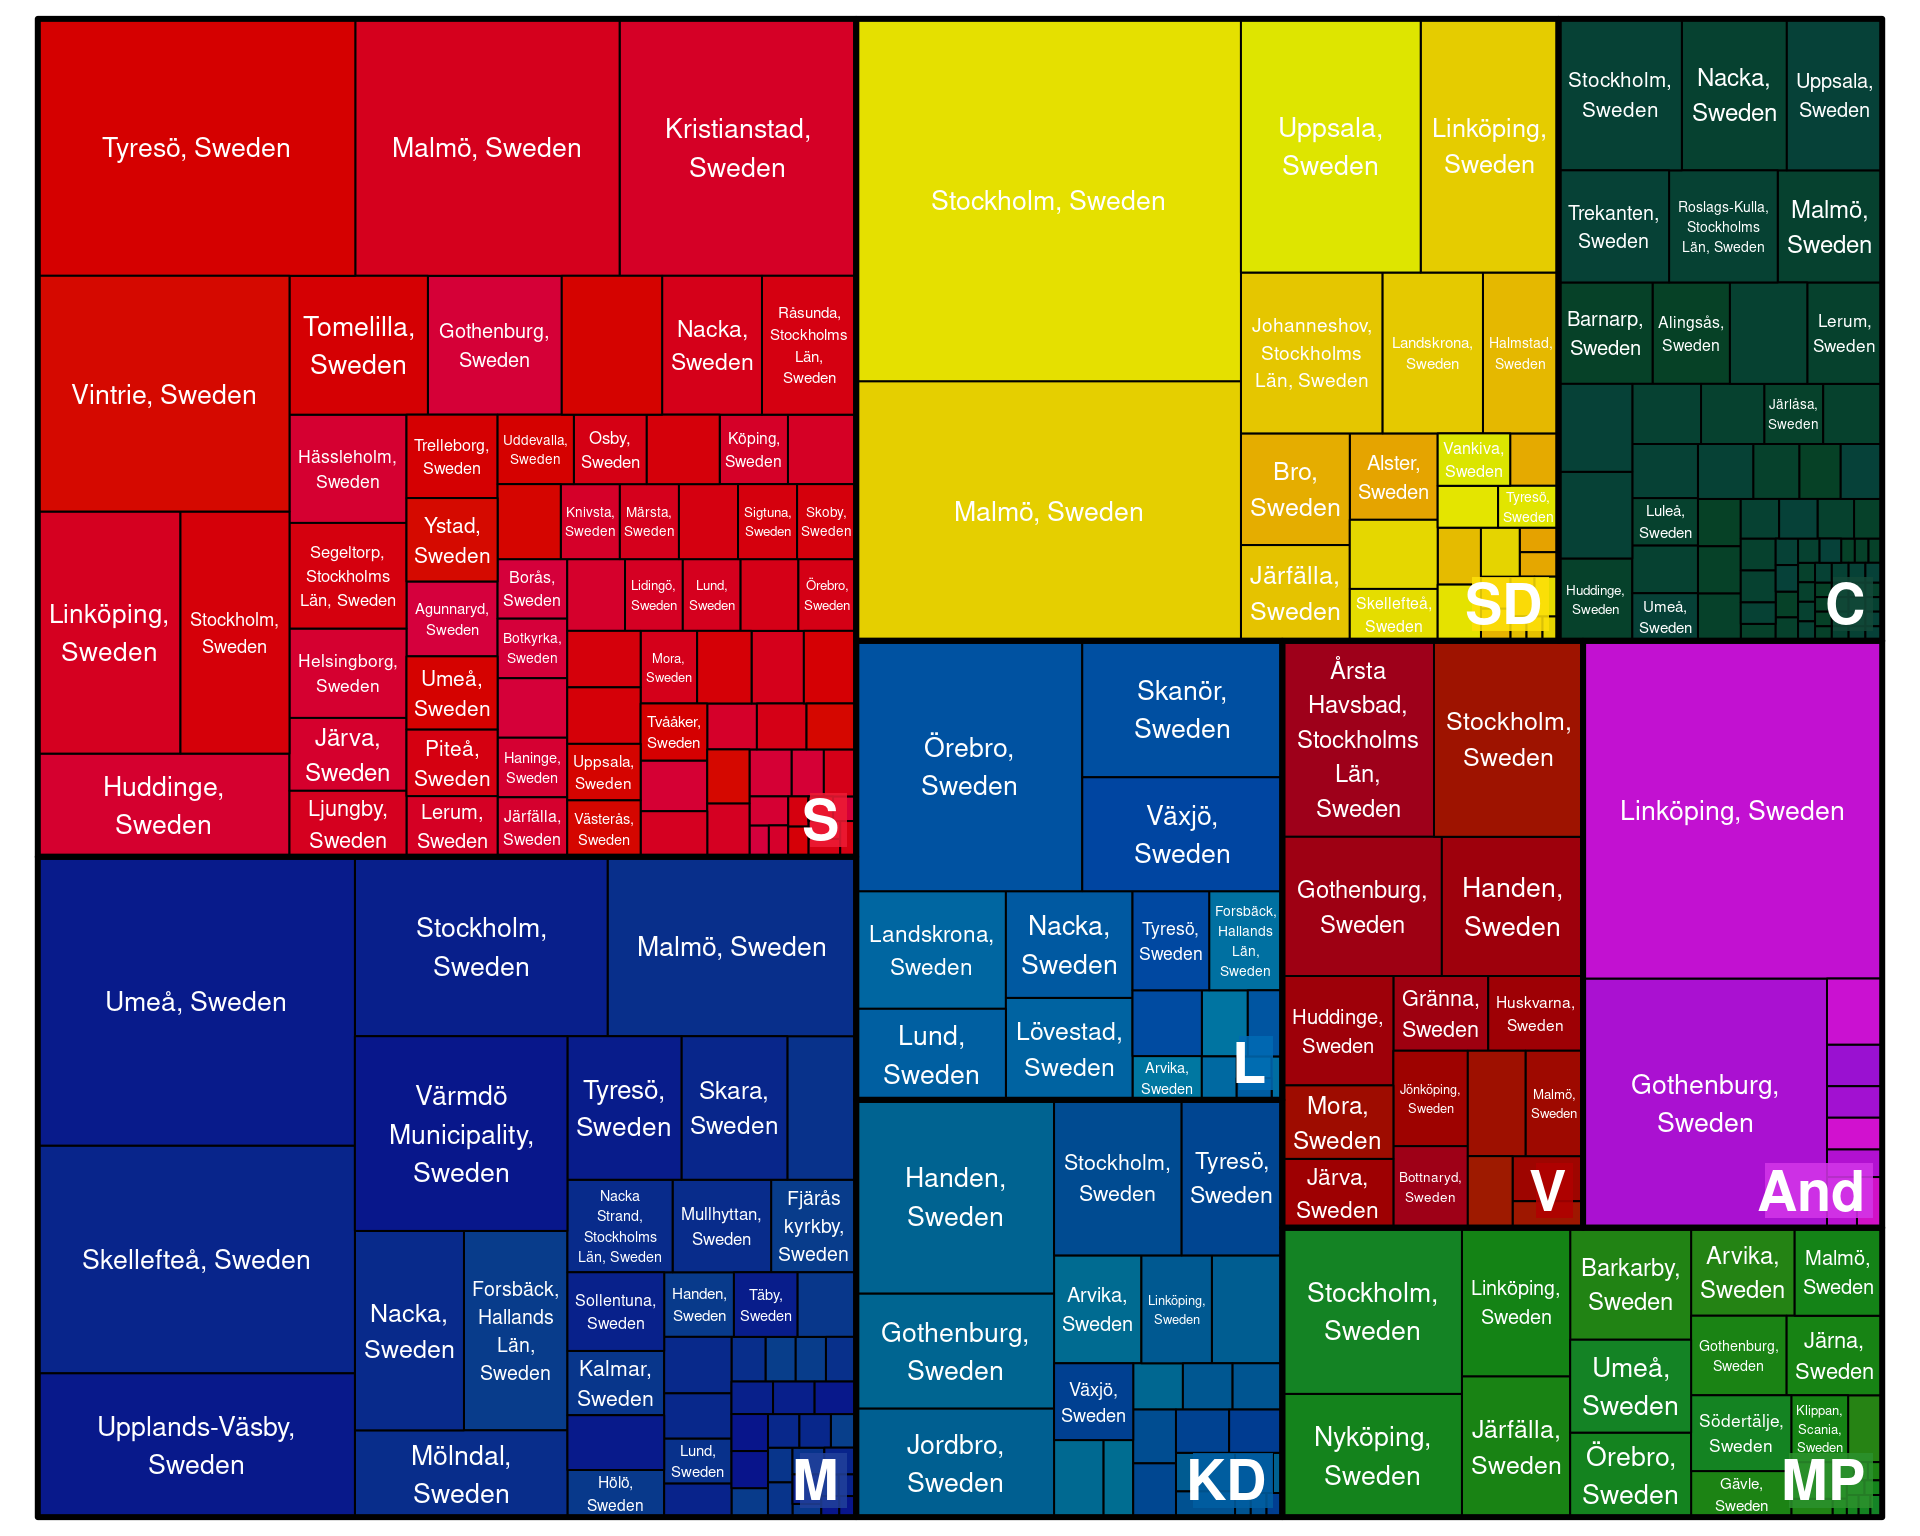 Tyresö, Sweden
Malmö, Sweden
Kristianstad,
Sweden
Vintrie, Sweden
Tomelilla,
Sweden
Gothenburg,
Sweden
Nacka,
Sweden
Råsunda,
Stockholms
Län,
Sweden
Linköping,
Sweden
Stockholm,
Sweden
Huddinge,
Sweden
Hässleholm,
Sweden
Segeltorp,
Stockholms
Län, Sweden
Helsingborg,
Sweden
Järva,
Sweden
Ljungby,
Sweden
Trelleborg,
Sweden
Ystad,
Sweden
Agunnaryd,
Sweden
Umeå,
Sweden
Piteå,
Sweden
Lerum,
Sweden
Uddevalla,
Sweden
Osby,
Sweden
Köping,
Sweden
Knivsta,
Sweden
Märsta,
Sweden
Sigtuna,
Sweden
Skoby,
Sweden
Borås,
Sweden
Botkyrka,
Sweden
Haninge,
Sweden
Järfälla,
Sweden
Lidingö,
Sweden
Lund,
Sweden
Örebro,
Sweden
Mora,
Sweden
Tvååker,
Sweden
Uppsala,
Sweden
Västerås,
Sweden
S
Stockholm, Sweden
Malmö, Sweden
Uppsala,
Sweden
Linköping,
Sweden
Johanneshov,
Stockholms
Län, Sweden
Landskrona,
Sweden
Halmstad,
Sweden
Bro,
Sweden
Järfälla,
Sweden
Alster,
Sweden
Skellefteå,
Sweden
Vankiva,
Sweden
Tyresö,
Sweden
SD
Stockholm,
Sweden
Nacka,
Sweden
Uppsala,
Sweden
Trekanten,
Sweden
Roslags-Kulla,
Stockholms
Län, Sweden
Malmö,
Sweden
Barnarp,
Sweden
Alingsås,
Sweden
Lerum,
Sweden
Järlåsa,
Sweden
Luleå,
Sweden
Huddinge,
Sweden
Umeå,
Sweden
C
Umeå, Sweden
Skellefteå, Sweden
Upplands-Väsby,
Sweden
Stockholm,
Sweden
Malmö, Sweden
Värmdö
Municipality,
Sweden
Tyresö,
Sweden
Skara,
Sweden
Nacka
Strand,
Stockholms
Län, Sweden
Mullhyttan,
Sweden
Fjärås
kyrkby,
Sweden
Nacka,
Sweden
Forsbäck,
Hallands
Län,
Sweden
Mölndal,
Sweden
Sollentuna,
Sweden
Handen,
Sweden
Täby,
Sweden
Kalmar,
Sweden
Hölö,
Sweden
Lund,
Sweden
M
Örebro,
Sweden
Skanör,
Sweden
Växjö,
Sweden
Landskrona,
Sweden
Lund,
Sweden
Nacka,
Sweden
Lövestad,
Sweden
Tyresö,
Sweden
Forsbäck,
Hallands
Län,
Sweden
Arvika,
Sweden
L
Handen,
Sweden
Gothenburg,
Sweden
Jordbro,
Sweden
Stockholm,
Sweden
Tyresö,
Sweden
Arvika,
Sweden
Linköping,
Sweden
Växjö,
Sweden
KD
Årsta
Havsbad,
Stockholms
Län,
Sweden
Stockholm,
Sweden
Gothenburg,
Sweden
Handen,
Sweden
Huddinge,
Sweden
Mora,
Sweden
Järva,
Sweden
Gränna,
Sweden
Huskvarna,
Sweden
Jönköping,
Sweden
Malmö,
Sweden
Bottnaryd,
Sweden
V
Linköping, Sweden
Gothenburg,
Sweden
And
Stockholm,
Sweden
Nyköping,
Sweden
Linköping,
Sweden
Järfälla,
Sweden
Barkarby,
Sweden
Umeå,
Sweden
Örebro,
Sweden
Arvika,
Sweden
Malmö,
Sweden
Gothenburg,
Sweden
Järna,
Sweden
Södertälje,
Sweden
Klippan,
Scania,
Sweden
Gävle,
Sweden
MP